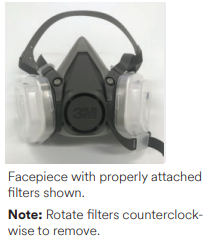 3M
Facepiece with properly attached
filters shown.
Note: Rotate filters counterclock-
wise to remove.